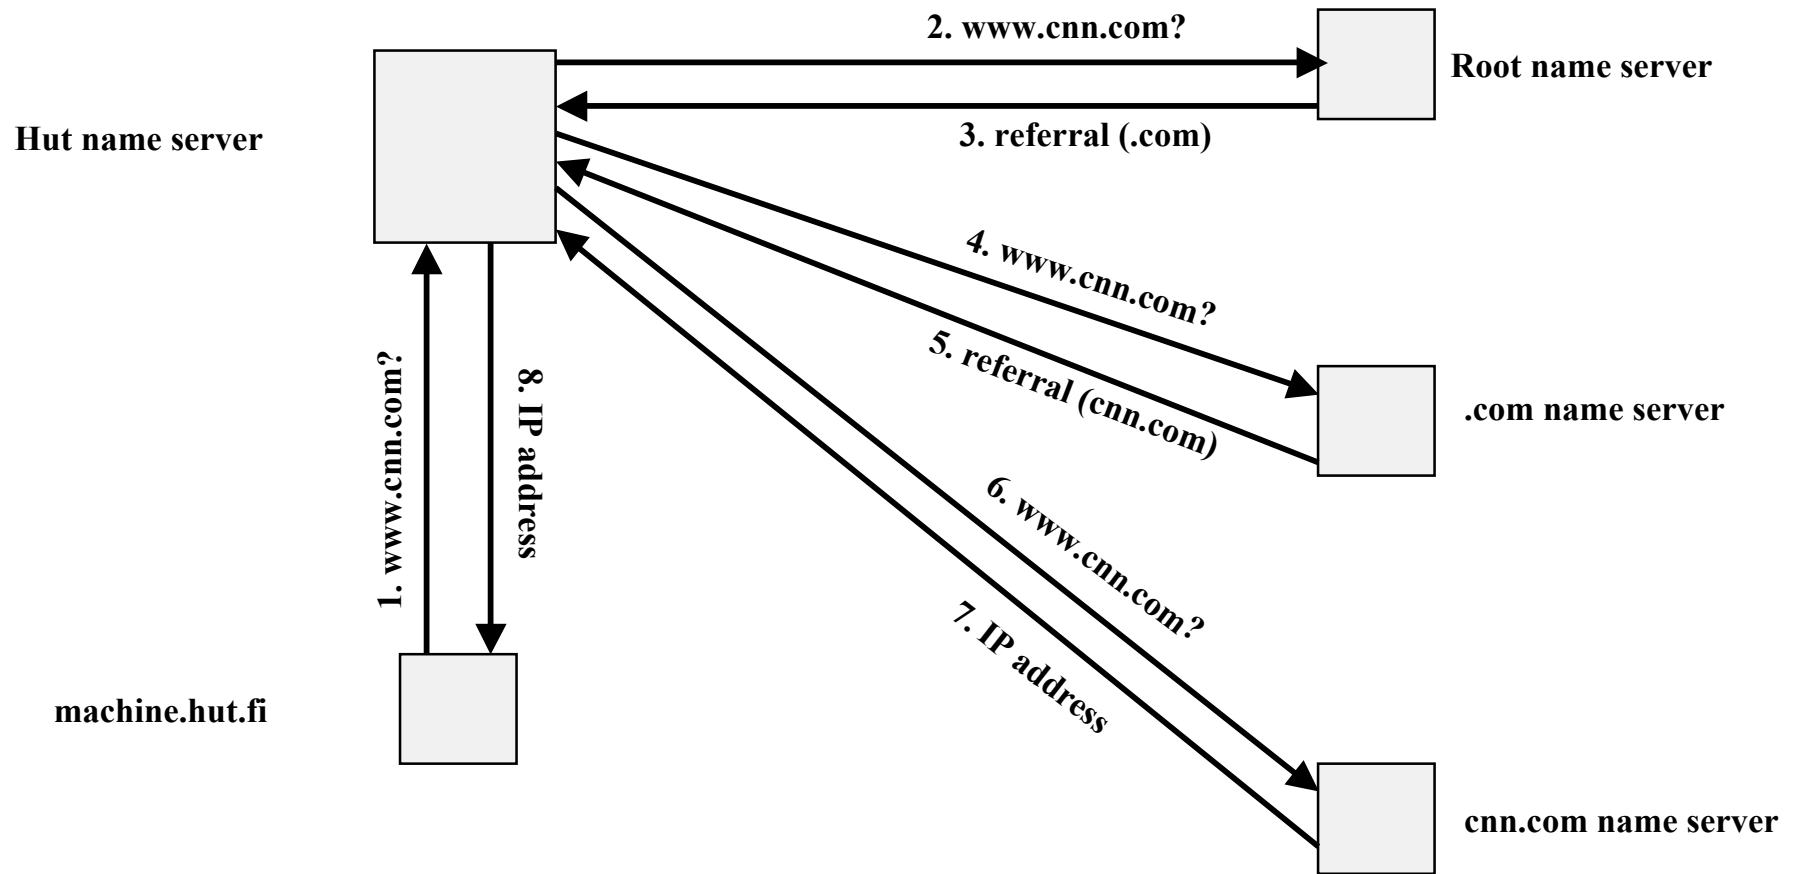 2. www.cnn.com?
Root name server
Hut name server
3. referral (.com)
4. www.cnn.com?
5. referral (cnn.com)
.com name server
1. www.cnn.com?
8. IP address
6. www.cnn.com?
7. IP address
machine.hut.fi
cnn.com name server